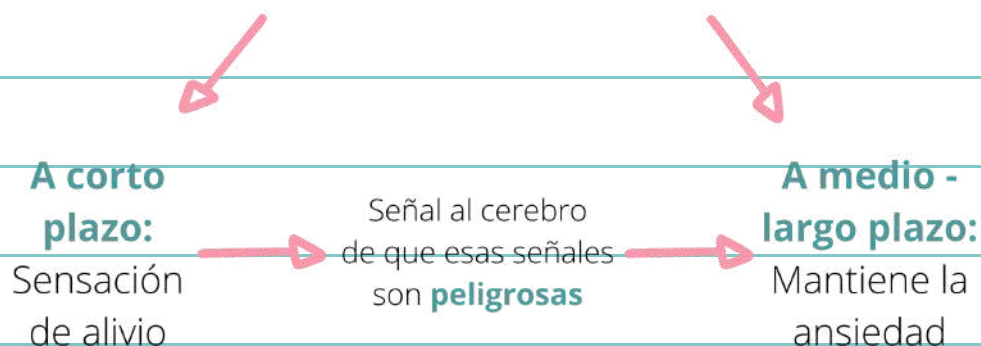 A corto
plazo:
Sensación
de alivio
Señal al cerebro
de que esas señales
son peligrosas
A medio -
largo plazo:
Mantiene la
ansiedad